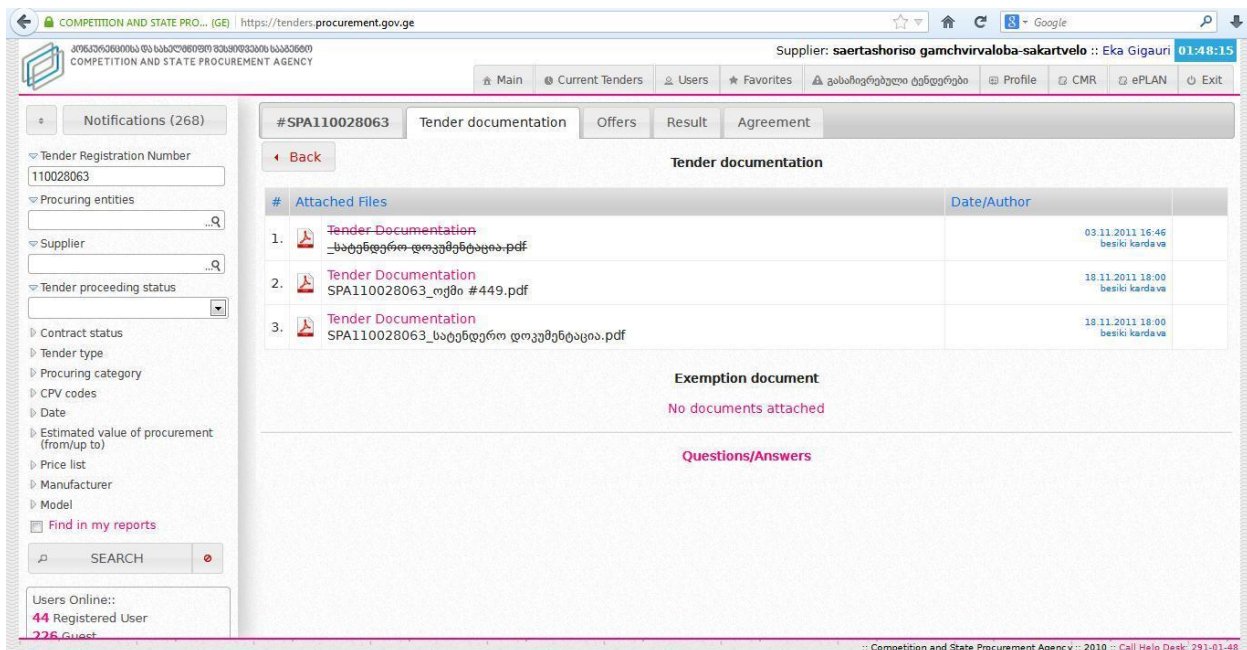 COMPETITION AND STATE PRO... (GE) https://tenders.procurement.gov.ge Google
კონკურენციისა და სახელმწიფო შესყიდვების სააგენტო
COMPETITION AND STATE PROCUREMENT AGENCY
Supplier: saertashoriso gamchvirvaloba-sakartvelo :: Eka Gigauri 01:48:15
Main Current Tenders Users Favorites გასაჩივრებული ტენდერები Profile CMR ePLAN Exit
Notifications (268)
Tender Registration Number
110028063
Procuring entities
...
Supplier
...
Tender proceeding status
Contract status
Tender type
Procuring category
CPV codes
Date
Estimated value of procurement
(from/up to)
Price list
Manufacturer
Model
Find in my reports
SEARCH
Users Online::
44 Registered User
226 Guest
#SPA110028063 Tender documentation Offers Result Agreement
Back
Tender documentation
# Attached Files Date/Author
1. Tender Documentation
_სატენდერო დოკუმენტაცია.pdf
03.11.2011 16:46
besiki kardava
2. Tender Documentation
SPA110028063_ოქმი #449.pdf
18.11.2011 18:00
besiki kardava
3. Tender Documentation
SPA110028063_სატენდერო დოკუმენტაცია.pdf
18.11.2011 18:00
besiki kardava
Exemption document
No documents attached
Questions/Answers
:: Competition and State Procurement Agency :: 2010 :: Call Help Desk: 291-01-48